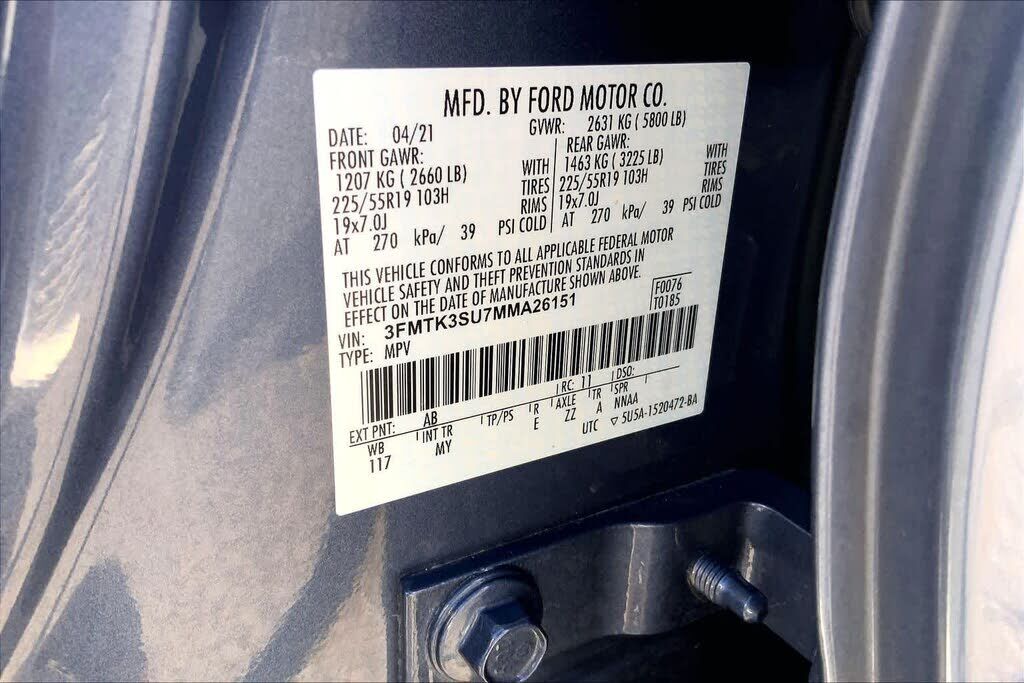 MFD. BY FORD MOTOR CO.
DATE: 04/21 GVWR: 2631 KG ( 5800 LB)
FRONT GAWR: REAR GAWR:
1207 KG ( 2660 LB) WITH 1463 KG ( 3225 LB) WITH
225/55R19 103H TIRES 225/55R19 103H TIRES
19x7.0J RIMS 19x7.0J RIMS
AT 270 kPa/ 39 PSI COLD AT 270 kPa/ 39 PSI COLD
THIS VEHICLE CONFORMS TO ALL APPLICABLE FEDERAL MOTOR
VEHICLE SAFETY AND THEFT PREVENTION STANDARDS IN
EFFECT ON THE DATE OF MANUFACTURE SHOWN ABOVE.
F0076
T0185
VIN: 3FMTK3SU7MMA26151
TYPE: MPV
EXT PNT: AB RC: 11 DSO:
WB INT TR TP/PS R AXLE TR SPR
117 MY E ZZ A NNAA
UTC ▽ 5U5A-1520472-BA